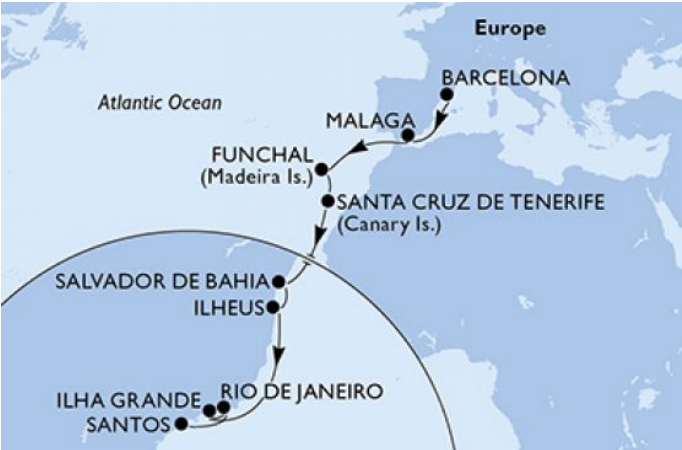 Europe
BARCELONA
Atlantic Ocean
MALAGA
FUNCHAL
(Madeira Is.)
SANTA CRUZ DE TENERIFE
(Canary Is.)
SALVADOR DE BAHIA
ILHEUS
RIO DE JANEIRO
ILHA GRANDE
SANTOS